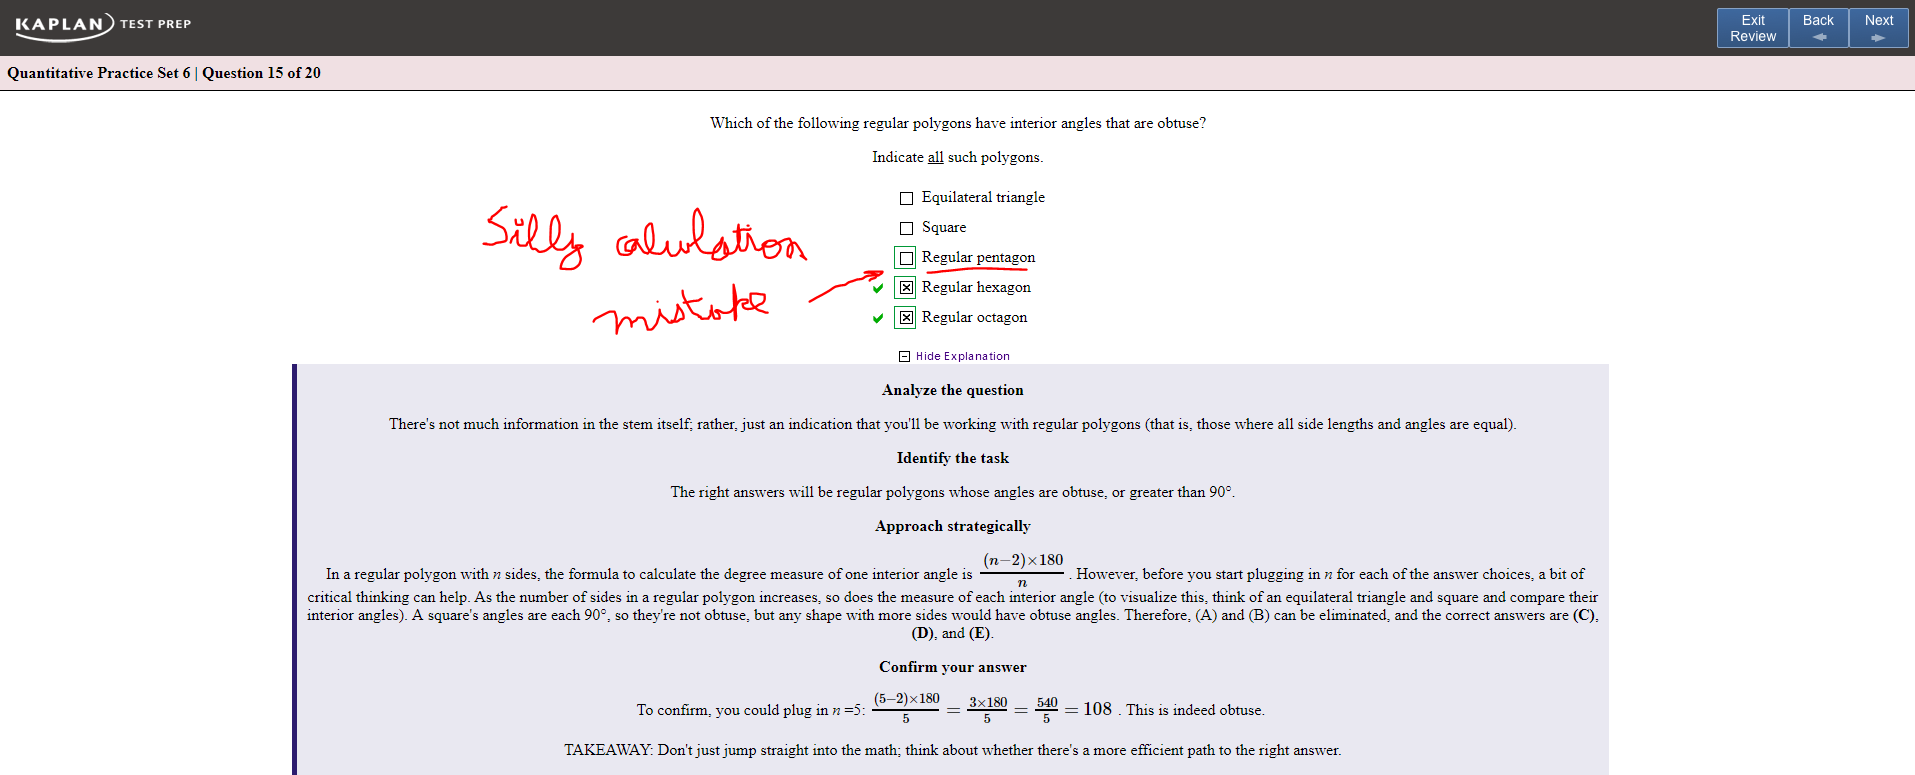 KAPLAN TEST PREP
Exit Review
Back
Next
Quantitative Practice Set 6 | Question 15 of 20
Which of the following regular polygons have interior angles that are obtuse?
Indicate all such polygons.
Equilateral triangle
Square
Regular pentagon
Regular hexagon
Regular octagon
Silly calculation
mistake
Hide Explanation
Analyze the question
There's not much information in the stem itself; rather, just an indication that you'll be working with regular polygons (that is, those where all side lengths and angles are equal).
Identify the task
The right answers will be regular polygons whose angles are obtuse, or greater than 90°.
Approach strategically
In a regular polygon with n sides, the formula to calculate the degree measure of one interior angle is (n−2)×180 / n . However, before you start plugging in n for each of the answer choices, a bit of
critical thinking can help. As the number of sides in a regular polygon increases, so does the measure of each interior angle (to visualize this, think of an equilateral triangle and square and compare their
interior angles). A square's angles are each 90°, so they're not obtuse, but any shape with more sides would have obtuse angles. Therefore, (A) and (B) can be eliminated, and the correct answers are (C),
(D), and (E).
Confirm your answer
To confirm, you could plug in n =5: (5−2)×180 / 5 = 3×180 / 5 = 540 / 5 = 108 . This is indeed obtuse.
TAKEAWAY: Don't just jump straight into the math; think about whether there's a more efficient path to the right answer.